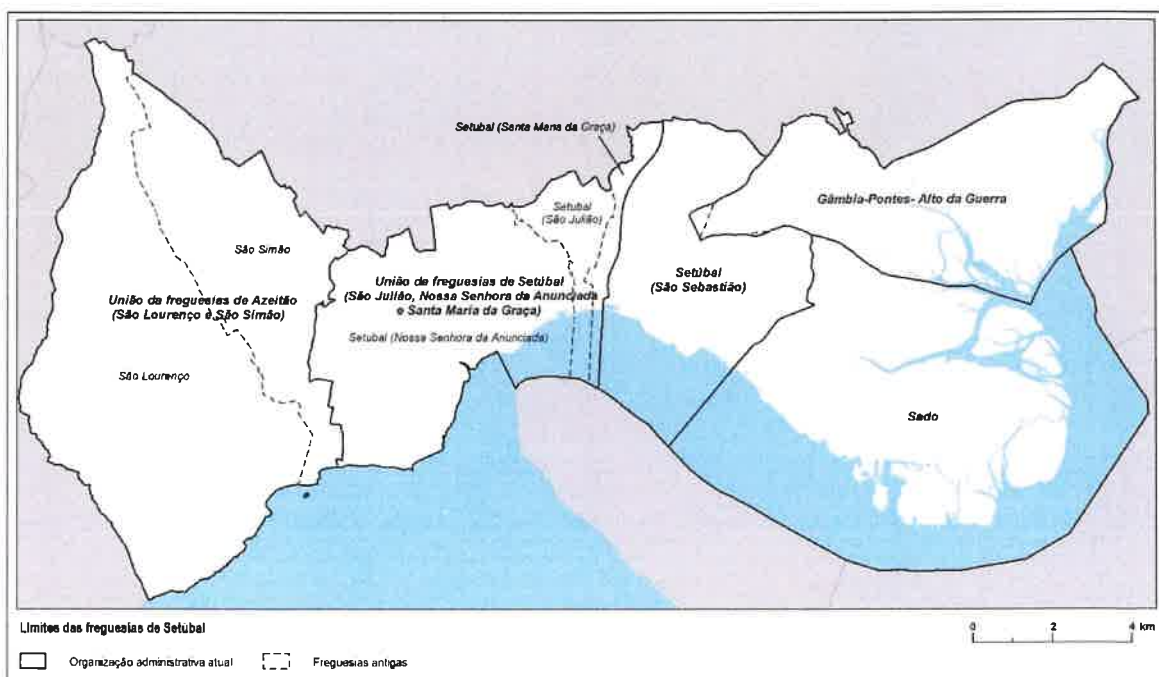 Setubal (Santa Maria da Graça)
Setubal
(São Julião)
Gâmbia-Pontes- Alto da Guerra
São Simão
União da freguesias de Setúbal
(São Julião, Nossa Senhora da Anunciada
e Santa Maria da Graça)
Setúbal
(São Sebastião)
União da freguesias de Azeitão
(São Lourenço e São Simão)
Setubal (Nossa Senhora da Anunciada)
São Lourenço
Sado
Limites das freguesias de Setúbal
0 2 4 km
Organização administrativa atual
Freguesias antigas